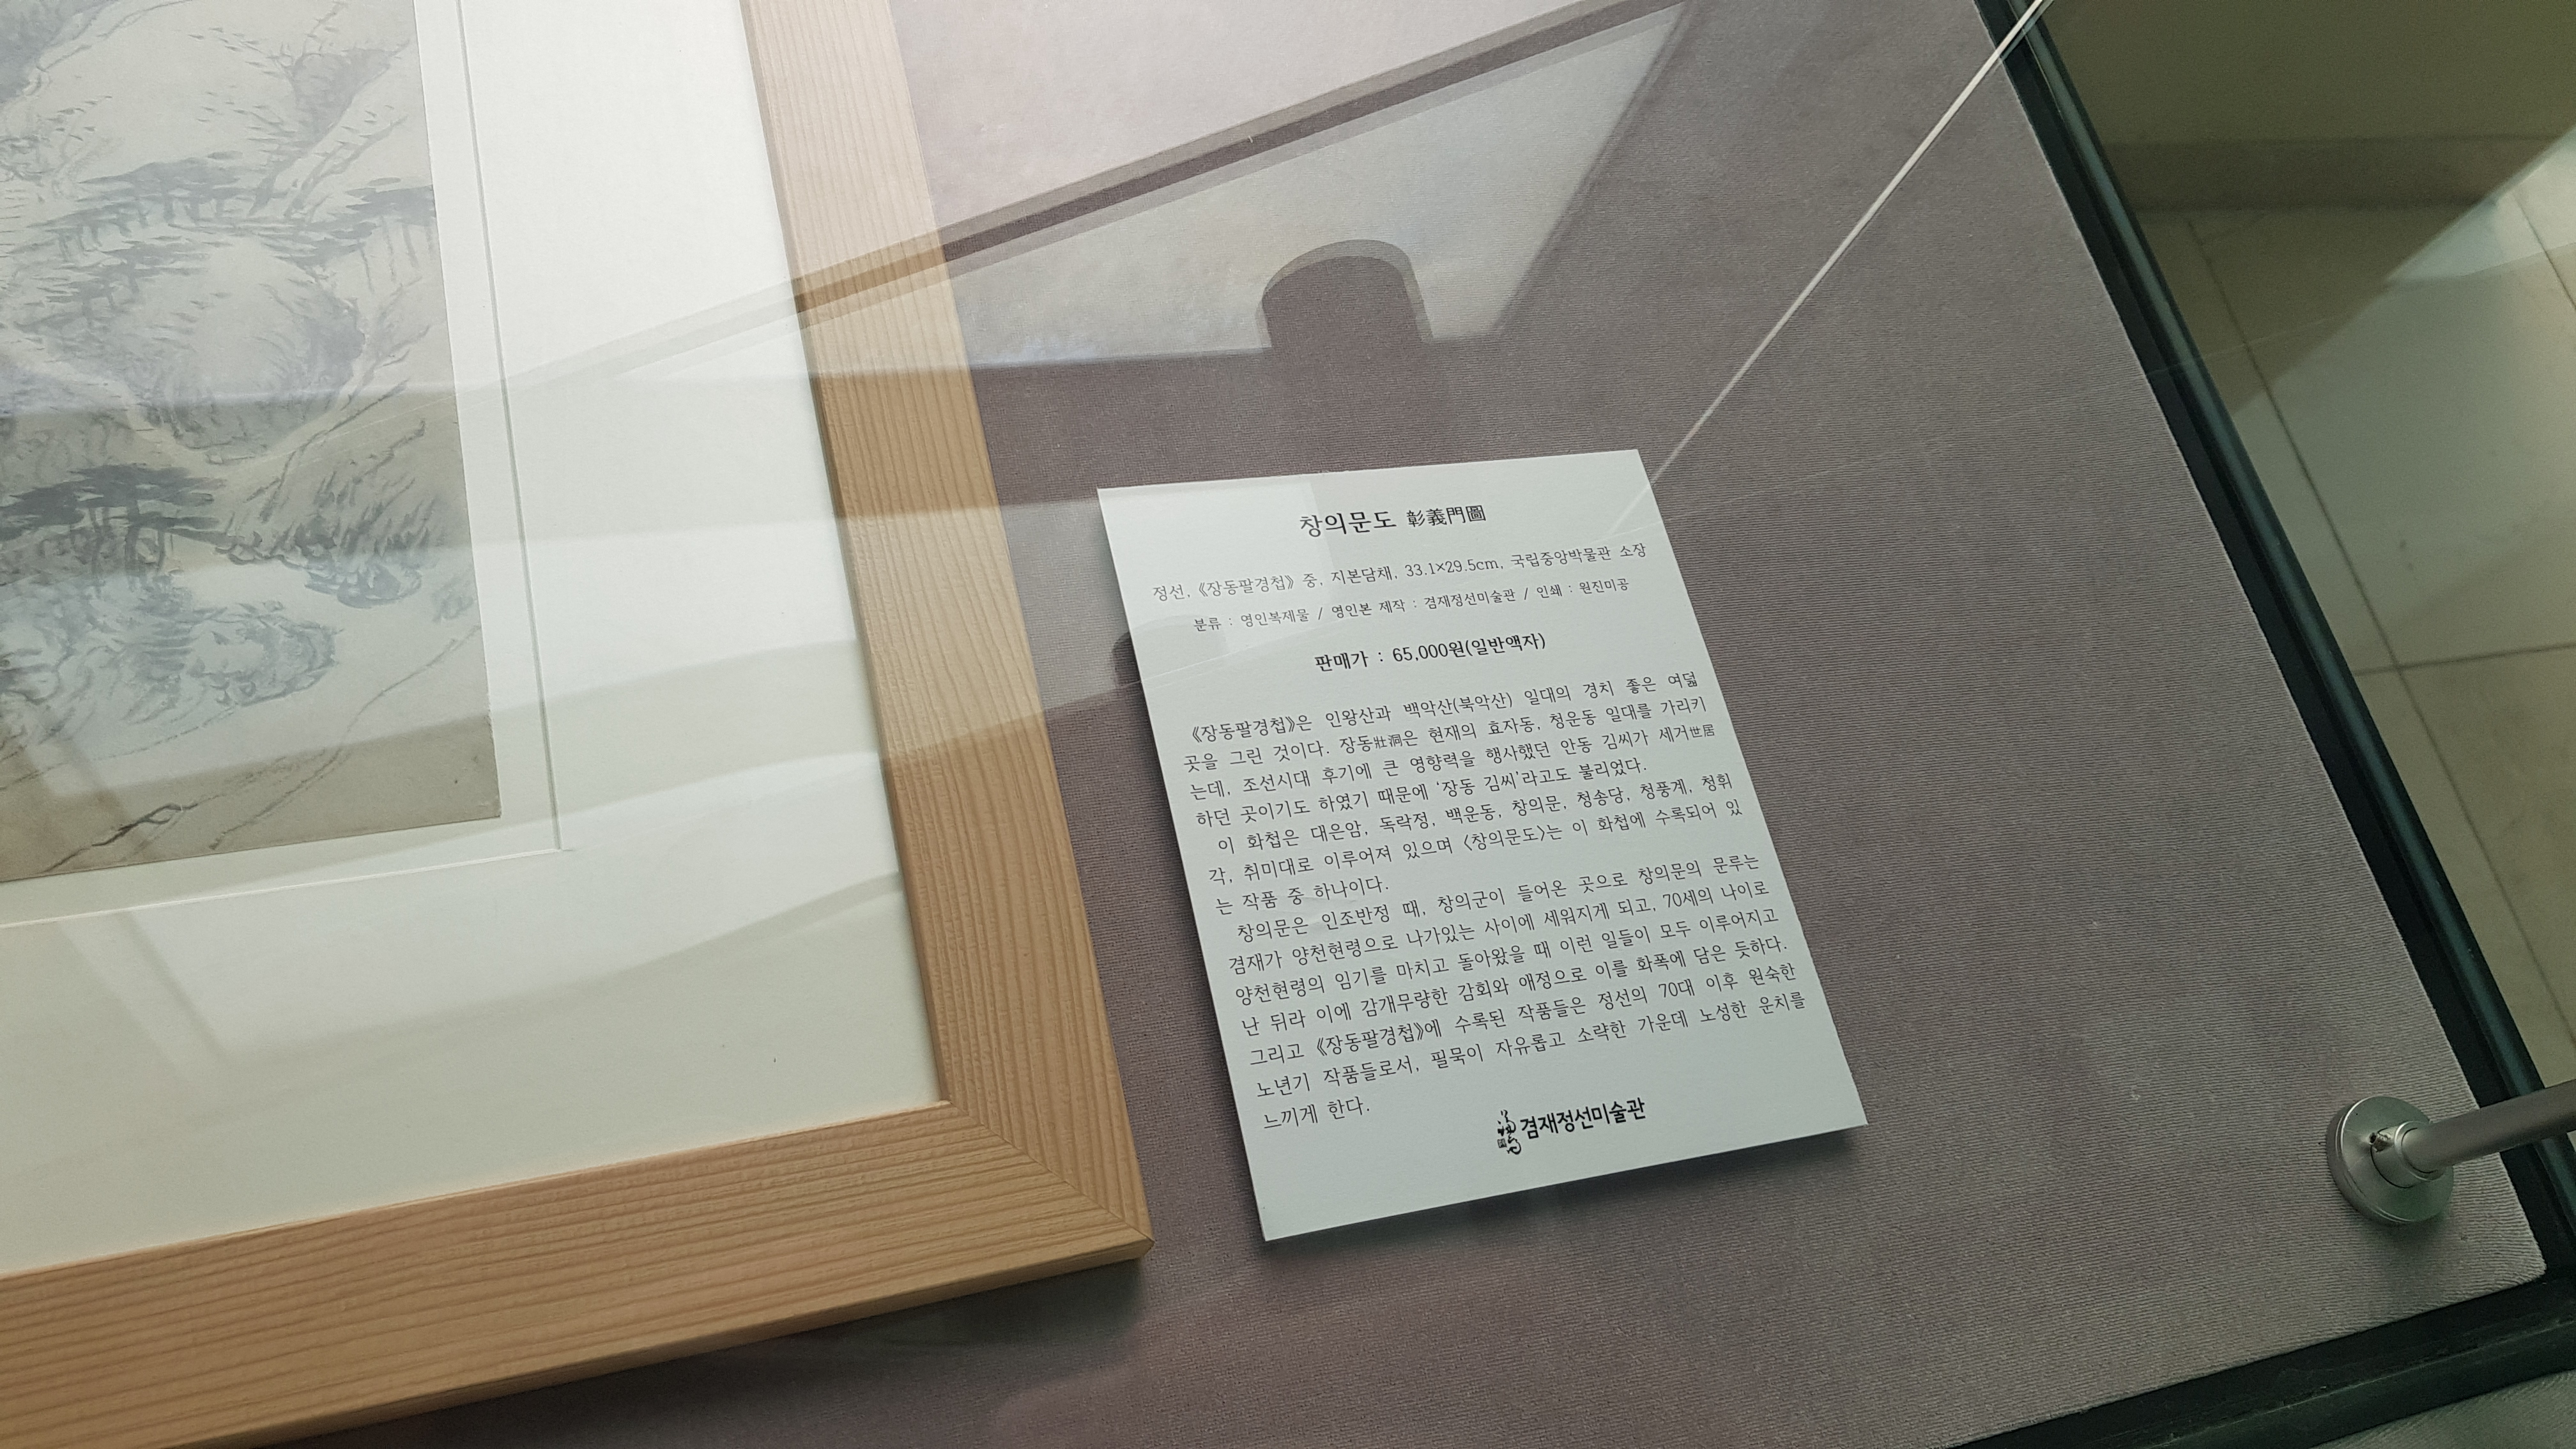 창의문도 彰義門圖
정선, 《장동팔경첩》 중, 지본담채, 33.1×29.5cm, 국립중앙박물관 소장
분류 : 영인복제물 / 영인본 제작 : 겸재정선미술관 / 인쇄 : 원진미공
판매가 : 65,000원(일반액자)
《장동팔경첩》은 인왕산과 백악산(북악산) 일대의 경치 좋은 여덟
곳을 그린 것이다. 장동壯洞은 현재의 효자동, 청운동 일대를 가리키
는데, 조선시대 후기에 큰 영향력을 행사했던 안동 김씨가 세거世居
하던 곳이기도 하였기 때문에 '장동 김씨'라고도 불리었다.
이 화첩은 대은암, 독락정, 백운동, 창의문, 청송당, 청풍계, 청휘
각, 취미대로 이루어져 있으며 〈창의문도〉는 이 화첩에 수록되어 있
는 작품 중 하나이다.
창의문은 인조반정 때, 창의군이 들어온 곳으로 창의문의 문루는
겸재가 양천현령으로 나가있는 사이에 세워지게 되고, 70세의 나이로
양천현령의 임기를 마치고 돌아왔을 때 이런 일들이 모두 이루어지고
난 뒤라 이에 감개무량한 감회와 애정으로 이를 화폭에 담은 듯하다.
그리고 《장동팔경첩》에 수록된 작품들은 정선의 70대 이후 원숙한
노년기 작품들로서, 필묵이 자유롭고 소략한 가운데 노성한 운치를
느끼게 한다.
겸재정선미술관